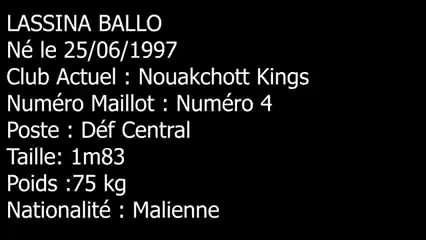 LASSINA BALLO
Né le 25/06/1997
Club Actuel : Nouakchott Kings
Numéro Maillot : Numéro 4
Poste : Déf Central
Taille: 1m83
Poids :75 kg
Nationalité : Malienne